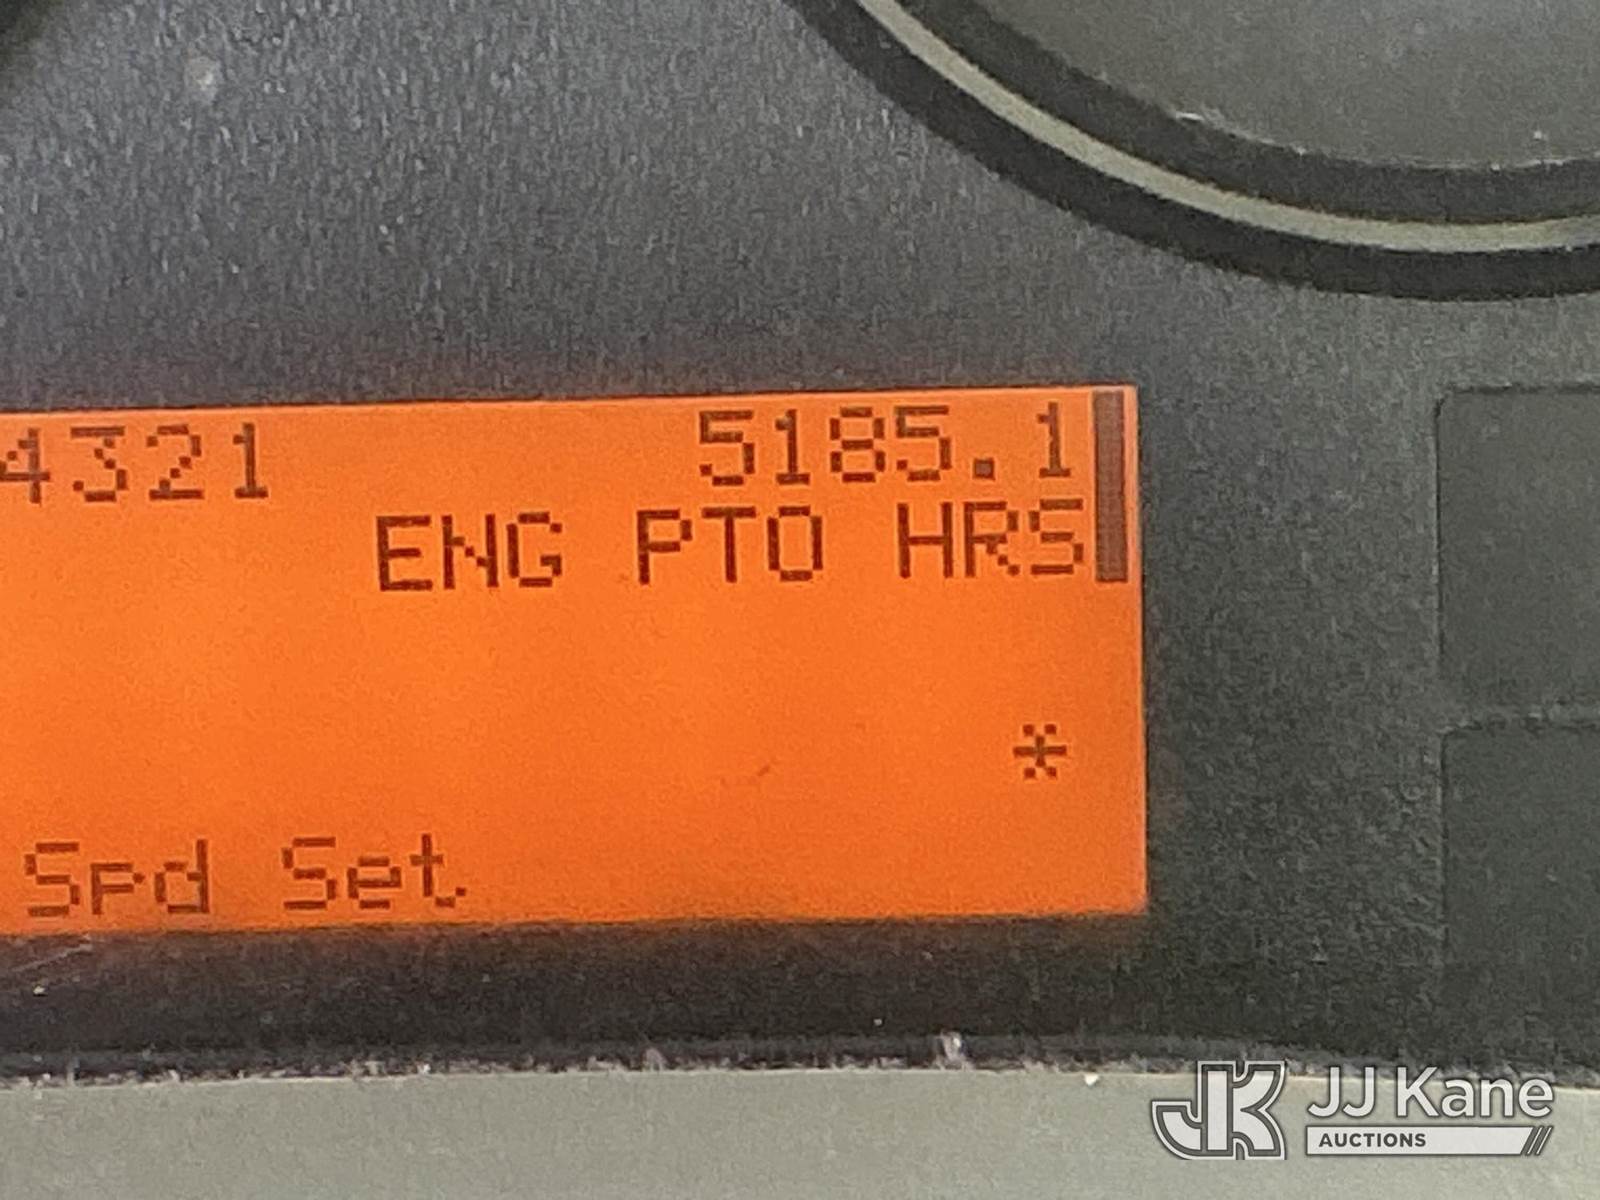 4321 5185.1
ENG PTO HRS
*
Spd Set
JJ Kane
AUCTIONS